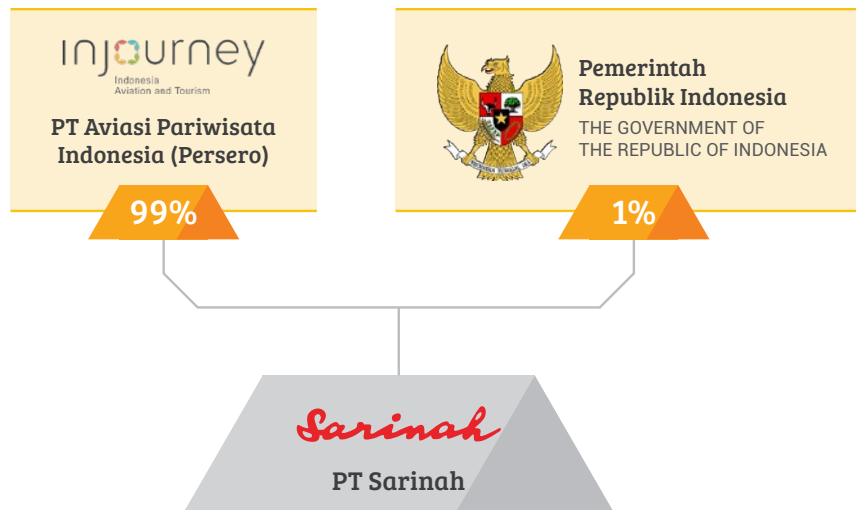 INJOURNEY
Indonesia
Aviation and Tourism
PT Aviasi Pariwisata
Indonesia (Persero)
99%
Pemerintah
Republik Indonesia
THE GOVERNMENT OF
THE REPUBLIC OF INDONESIA
1%
Sarinah
PT Sarinah